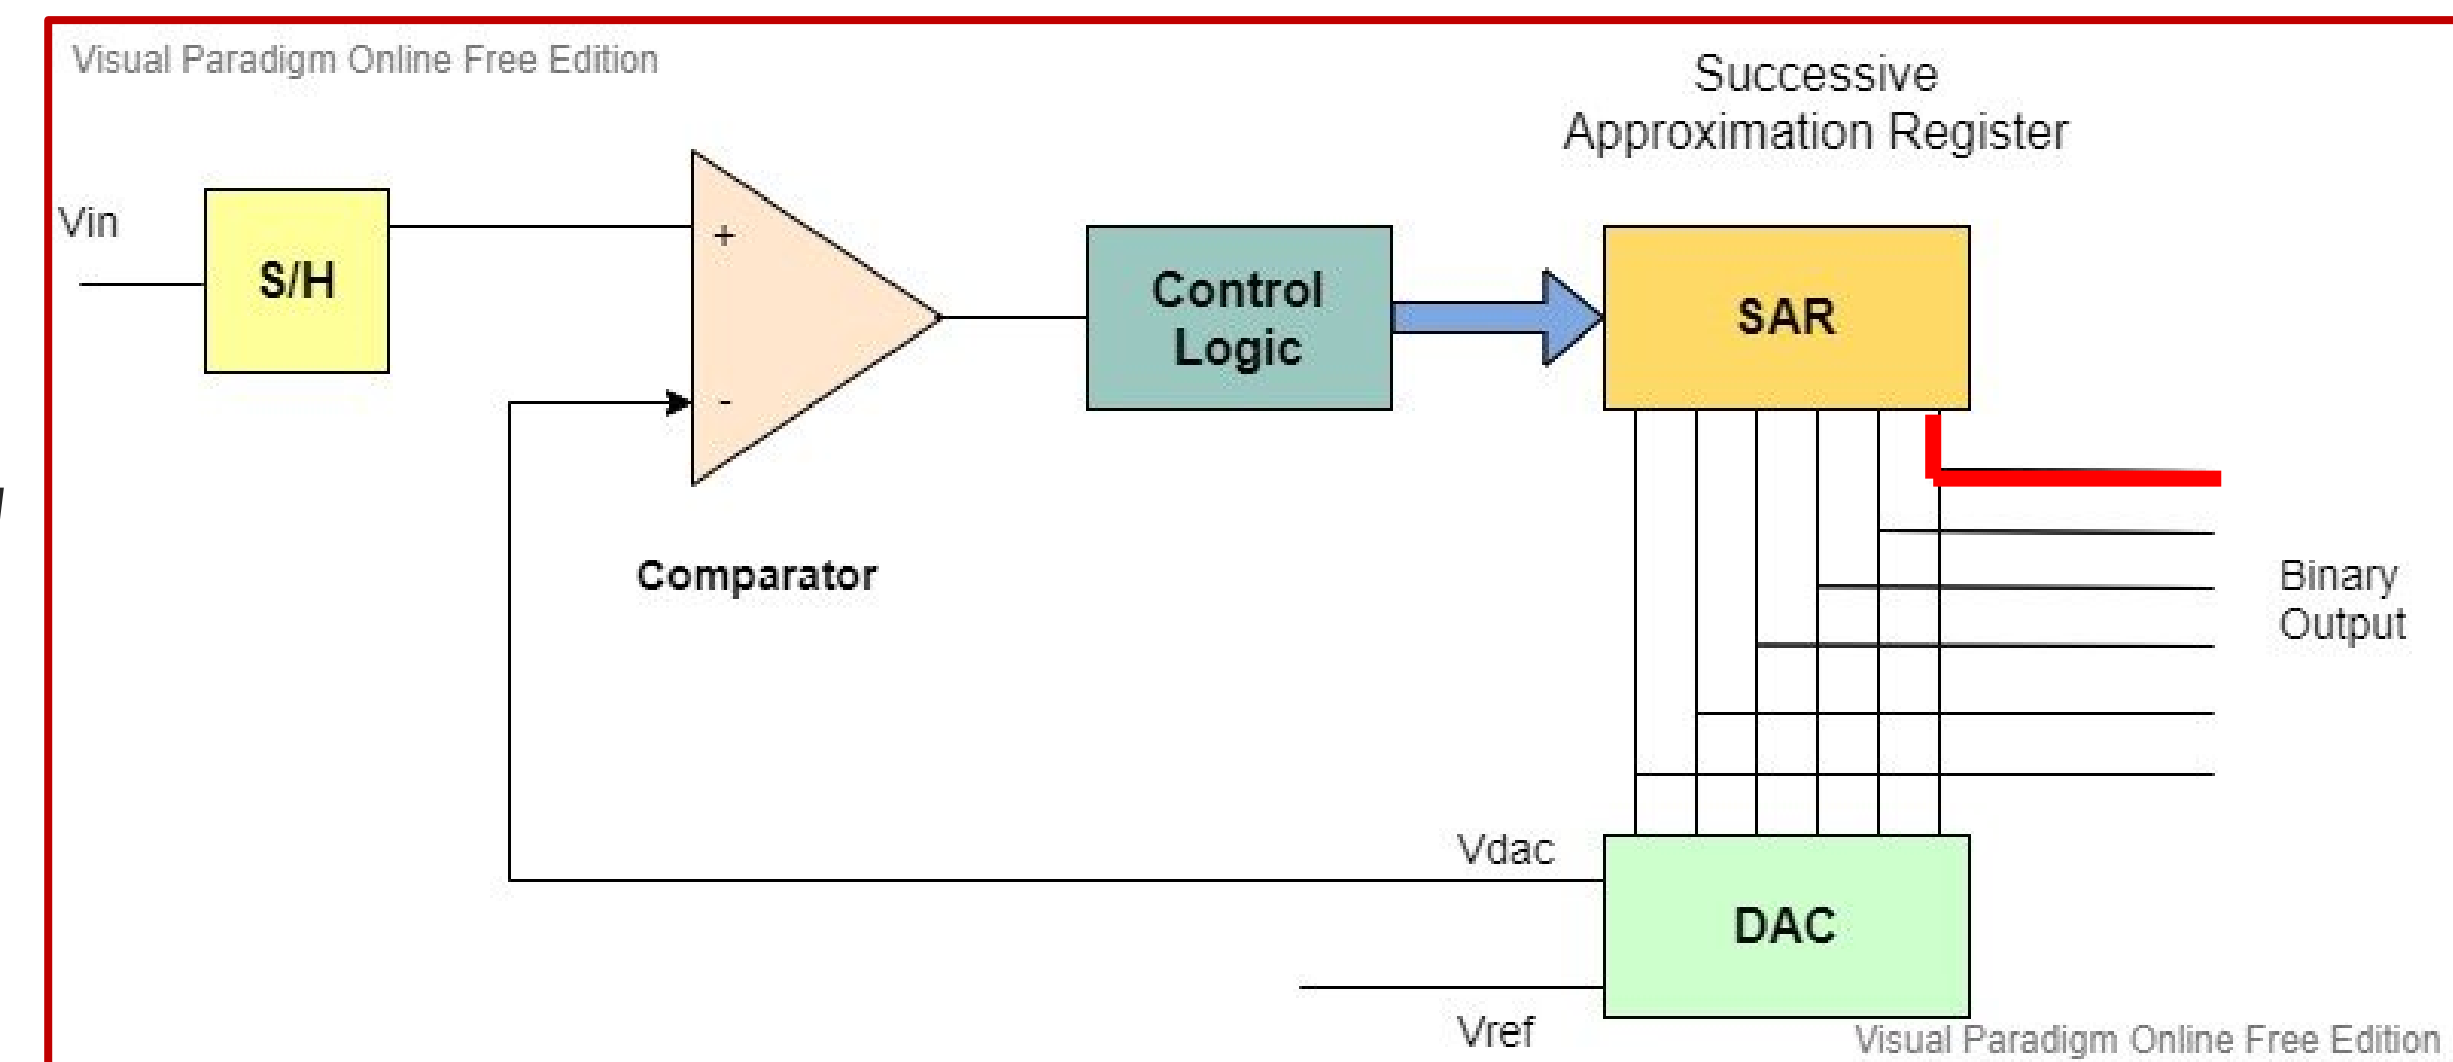 Visual Paradigm Online Free Edition
Successive
Approximation Register
Vin
S/H
+
-
Control
Logic
SAR
Comparator
Binary
Output
Vdac
DAC
Vref
Visual Paradigm Online Free Edition